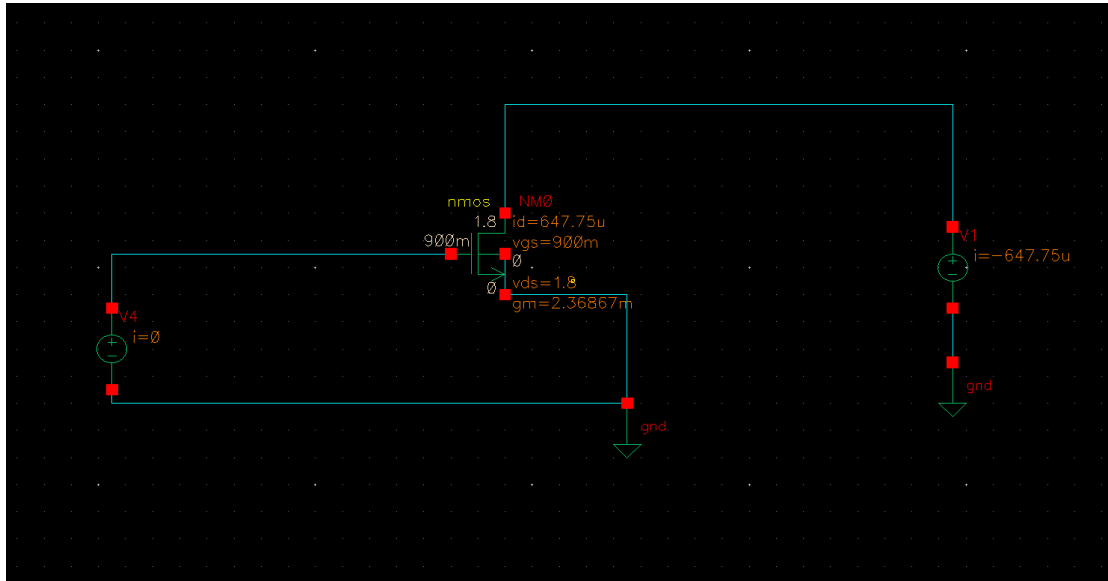 nmos NM0
1.8 id=647.75u
900m vgs=900m
0
V1
i=-647.75u
0 vds=1.8
gm=2.36867m
V4
i=0
gnd
gnd